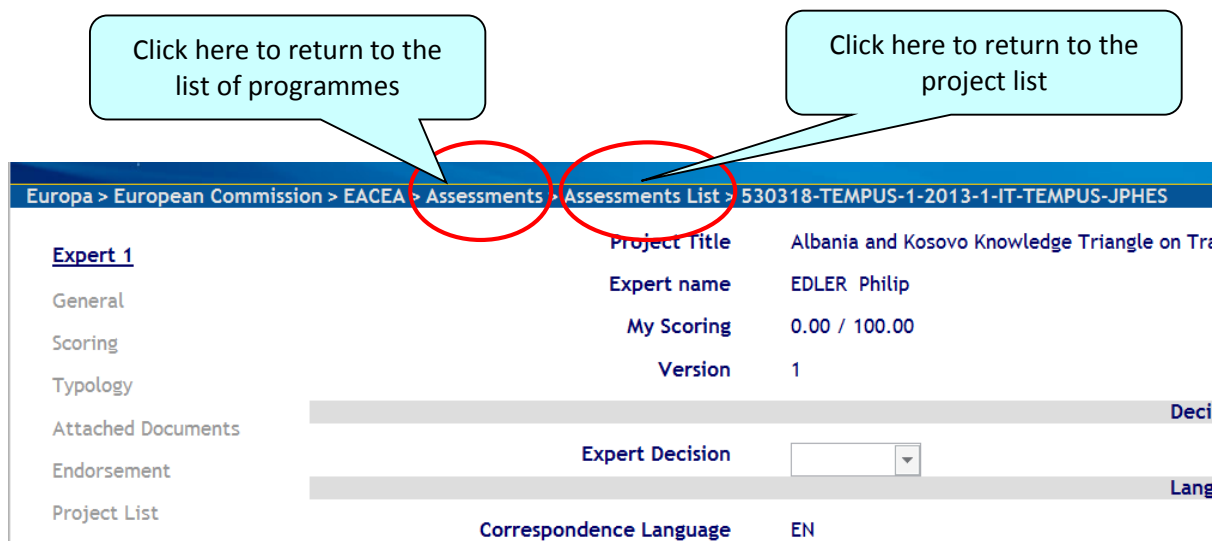 Click here to return to the
list of programmes
Click here to return to the
project list
Europa > European Commission > EACEA > Assessments > Assessments List > 530318-TEMPUS-1-2013-1-IT-TEMPUS-JPHES
Expert 1
General
Scoring
Typology
Attached Documents
Endorsement
Project List
Project Title Albania and Kosovo Knowledge Triangle on Tra
Expert name EDLER Philip
My Scoring 0.00 / 100.00
Version 1
Deci
Expert Decision
Lang
Correspondence Language EN